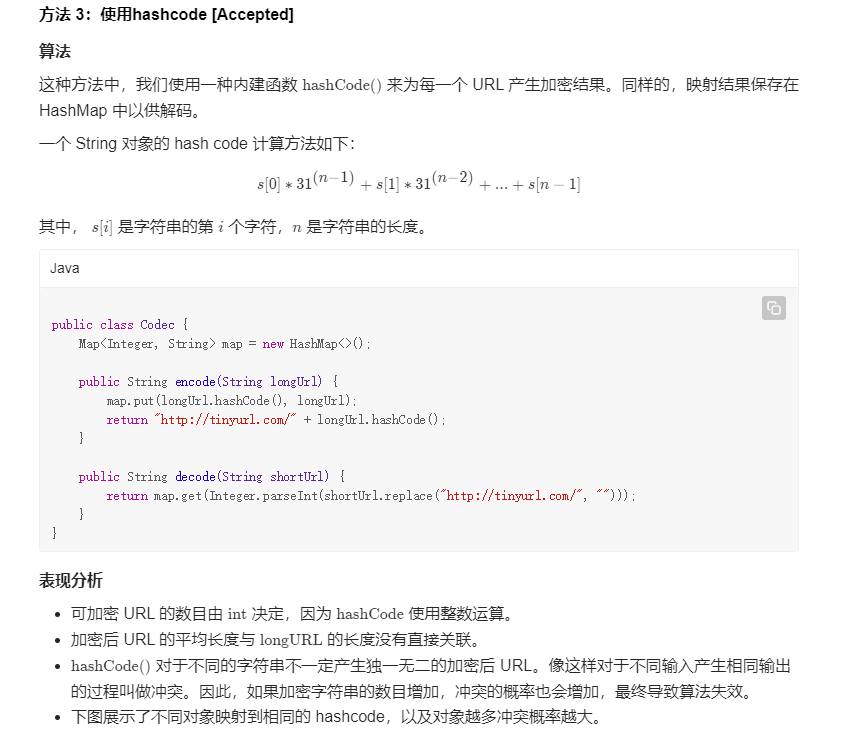 方法 3：使用hashcode [Accepted]
算法
这种方法中，我们使用一种内建函数 hashCode() 来为每一个 URL 产生加密结果。同样的，映射结果保存在
HashMap 中以供解码。
一个 String 对象的 hash code 计算方法如下：
s[0] ∗ 31^(n−1) + s[1] ∗ 31^(n−2) + ... + s[n − 1]
其中， s[i] 是字符串的第 i 个字符，n 是字符串的长度。
Java
public class Codec {
    Map<Integer, String> map = new HashMap<>();
    public String encode(String longUrl) {
        map.put(longUrl.hashCode(), longUrl);
        return "http://tinyurl.com/" + longUrl.hashCode();
    }
    public String decode(String shortUrl) {
        return map.get(Integer.parseInt(shortUrl.replace("http://tinyurl.com/", "")));
    }
}
表现分析
• 可加密 URL 的数目由 int 决定，因为 hashCode 使用整数运算。
• 加密后 URL 的平均长度与 longURL 的长度没有直接关联。
• hashCode() 对于不同的字符串不一定产生独一无二的加密后 URL。像这样对于不同输入产生相同输出
的过程叫做冲突。因此，如果加密字符串的数目增加，冲突的概率也会增加，最终导致算法失效。
• 下图展示了不同对象映射到相同的 hashcode，以及对象越多冲突概率越大。